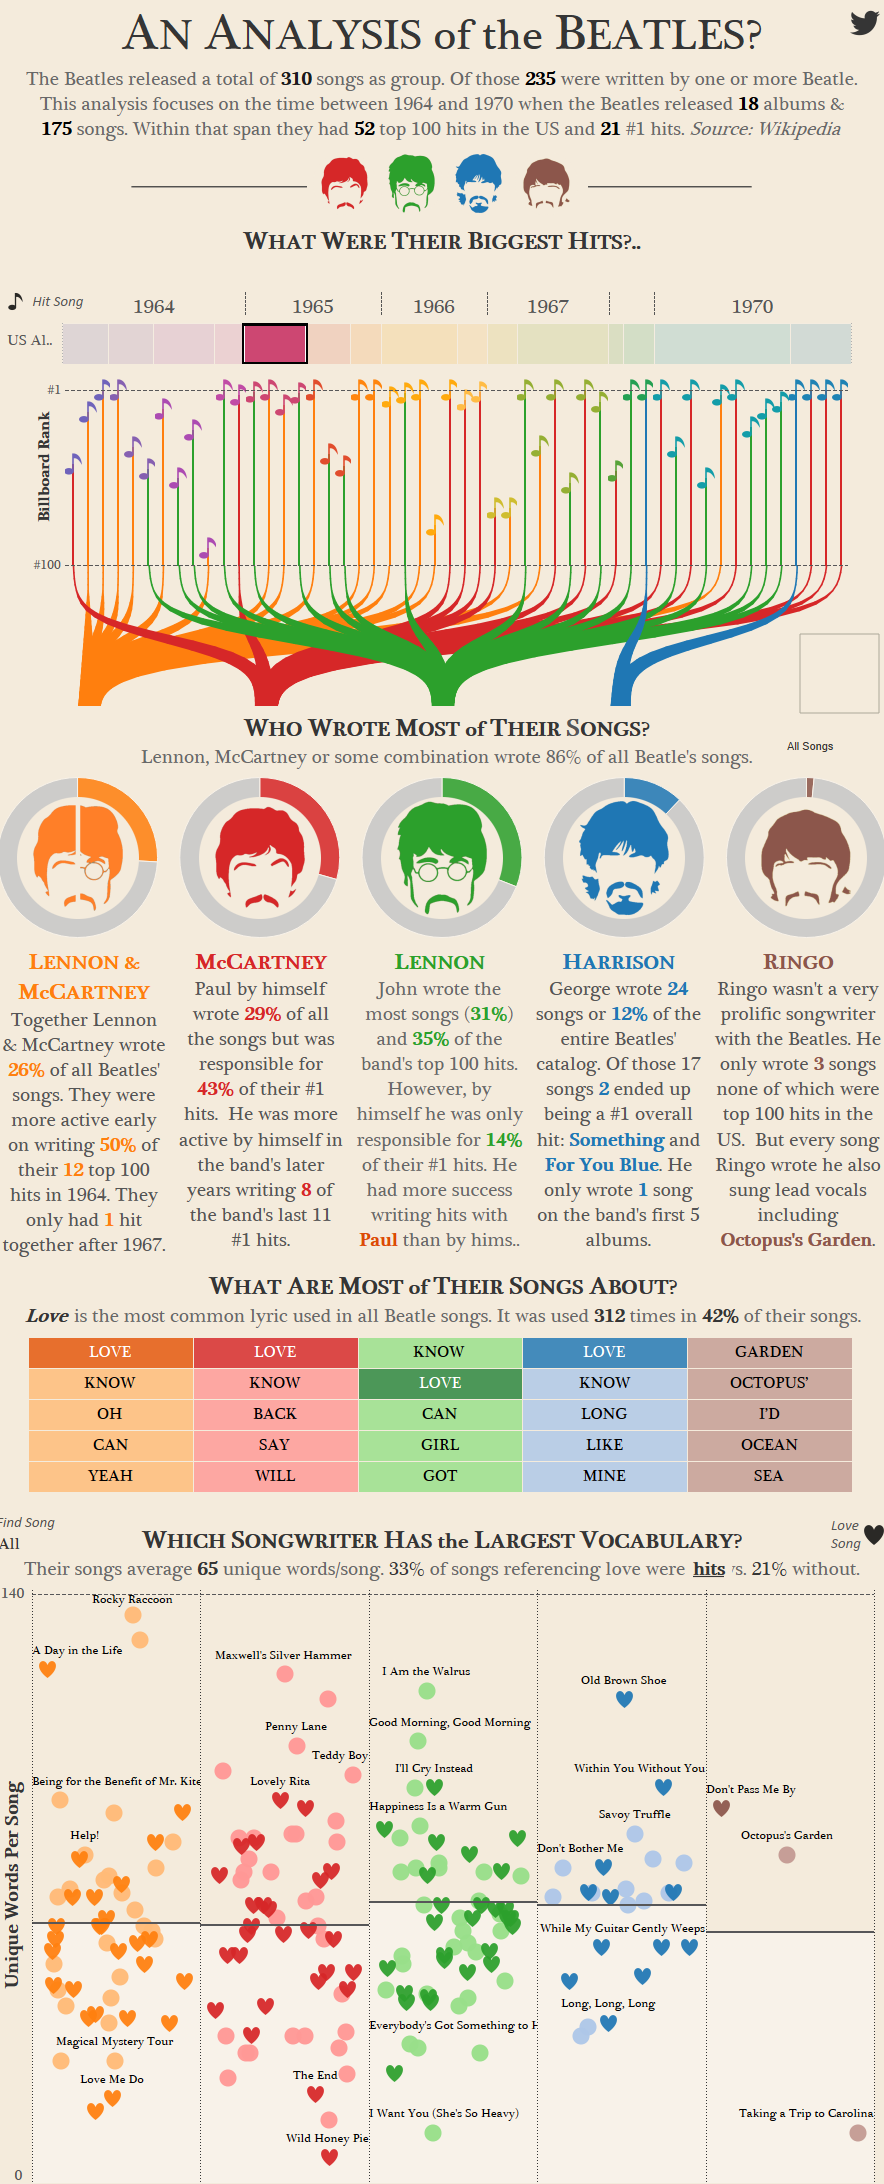 AN ANALYSIS of the BEATLES?
The Beatles released a total of 310 songs as group. Of those 235 were written by one or more Beatle.
This analysis focuses on the time between 1964 and 1970 when the Beatles released 18 albums &
175 songs. Within that span they had 52 top 100 hits in the US and 21 #1 hits. Source: Wikipedia
WHAT WERE THEIR BIGGEST HITS?..
Hit Song
1964 1965 1966 1967 1970
US Al..
#1
Billboard Rank
#100
WHO WROTE MOST of THEIR SONGS?
Lennon, McCartney or some combination wrote 86% of all Beatle's songs.
All Songs
LENNON &
McCARTNEY
Together Lennon
& McCartney wrote
26% of all Beatles'
songs. They were
more active early
on writing 50% of
their 12 top 100
hits in 1964. They
only had 1 hit
together after 1967.
McCARTNEY
Paul by himself
wrote 29% of all
the songs but was
responsible for
43% of their #1
hits. He was more
active by himself in
the band's later
years writing 8 of
the band's last 11
#1 hits.
LENNON
John wrote the
most songs (31%)
and 35% of the
band's top 100 hits.
However, by
himself he was only
responsible for 14%
of their #1 hits. He
had more success
writing hits with
Paul than by hims..
HARRISON
George wrote 24
songs or 12% of the
entire Beatles'
catalog. Of those 17
songs 2 ended up
being a #1 overall
hit: Something and
For You Blue. He
only wrote 1 song
on the band's first 5
albums.
RINGO
Ringo wasn't a very
prolific songwriter
with the Beatles. He
only wrote 3 songs
none of which were
top 100 hits in the
US. But every song
Ringo wrote he also
sung lead vocals
including
Octopus's Garden.
WHAT ARE MOST of THEIR SONGS ABOUT?
Love is the most common lyric used in all Beatle songs. It was used 312 times in 42% of their songs.
LOVE LOVE KNOW LOVE GARDEN
KNOW KNOW LOVE KNOW OCTOPUS'
OH BACK CAN LONG I'D
CAN SAY GIRL LIKE OCEAN
YEAH WILL GOT MINE SEA
Find Song
All
WHICH SONGWRITER HAS the LARGEST VOCABULARY?
Love
Song
Their songs average 65 unique words/song. 33% of songs referencing love were hits vs. 21% without.
140
Unique Words Per Song
0
Rocky Raccoon
A Day in the Life
Being for the Benefit of Mr. Kite
Help!
Magical Mystery Tour
Love Me Do
Maxwell's Silver Hammer
Penny Lane
Teddy Boy
Lovely Rita
The End
Wild Honey Pie
I Am the Walrus
Good Morning, Good Morning
I'll Cry Instead
Happiness Is a Warm Gun
Everybody's Got Something to H
I Want You (She's So Heavy)
Old Brown Shoe
Within You Without You
Savoy Truffle
Don't Bother Me
While My Guitar Gently Weeps
Long, Long, Long
Don't Pass Me By
Octopus's Garden
Taking a Trip to Carolina